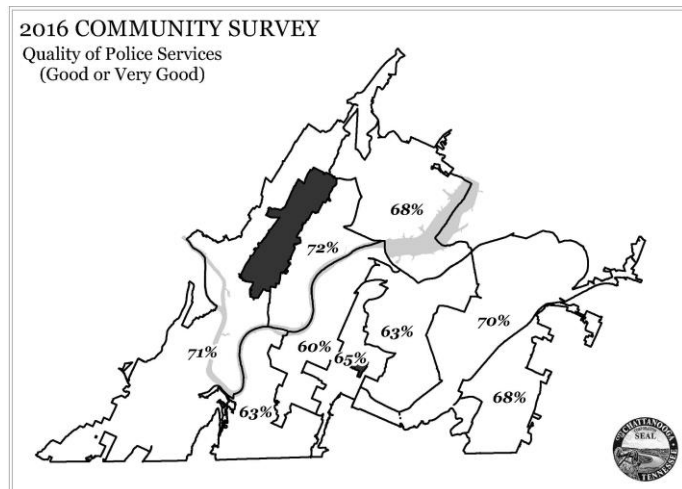 2016 COMMUNITY SURVEY
Quality of Police Services
(Good or Very Good)
68%
72%
70%
63%
60%
65%
71%
68%
63%
CHATTANOOGA
SEAL
TENNESSEE